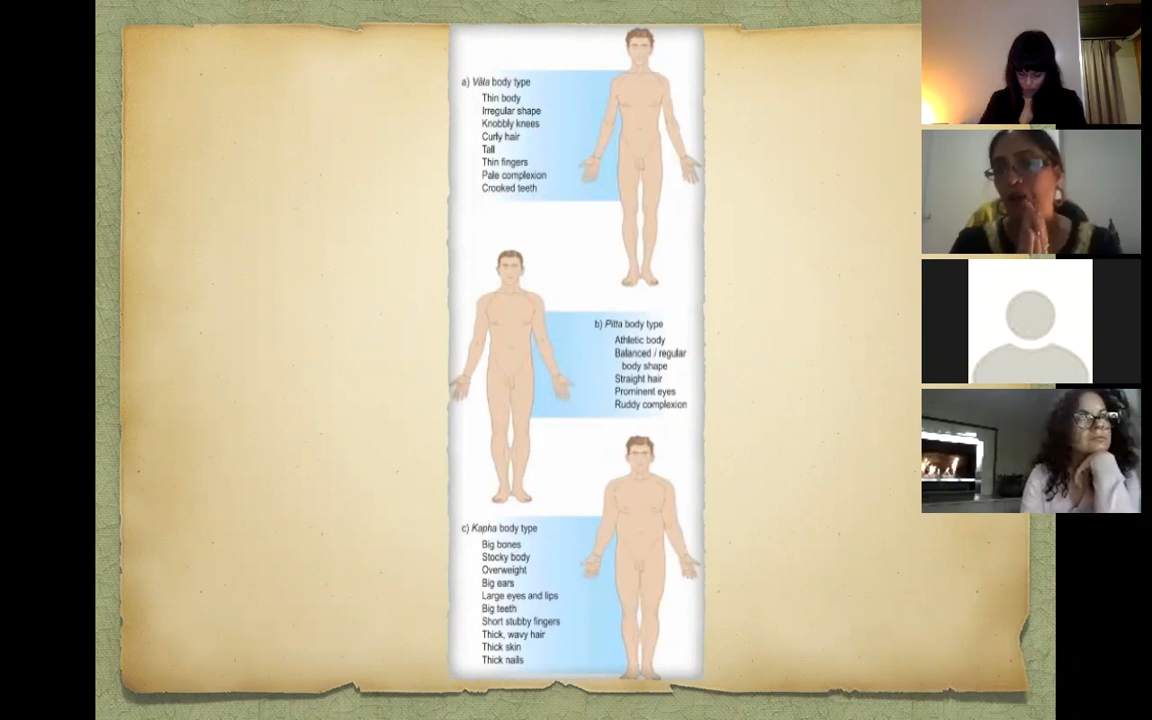 a) Vāta body type
Thin body
Irregular shape
Knobbly knees
Curly hair
Tall
Thin fingers
Pale complexion
Crooked teeth
b) Pitta body type
Athletic body
Balanced / regular
body shape
Straight hair
Prominent eyes
Ruddy complexion
c) Kapha body type
Big bones
Stocky body
Overweight
Big ears
Large eyes and lips
Big teeth
Short stubby fingers
Thick, wavy hair
Thick skin
Thick nails